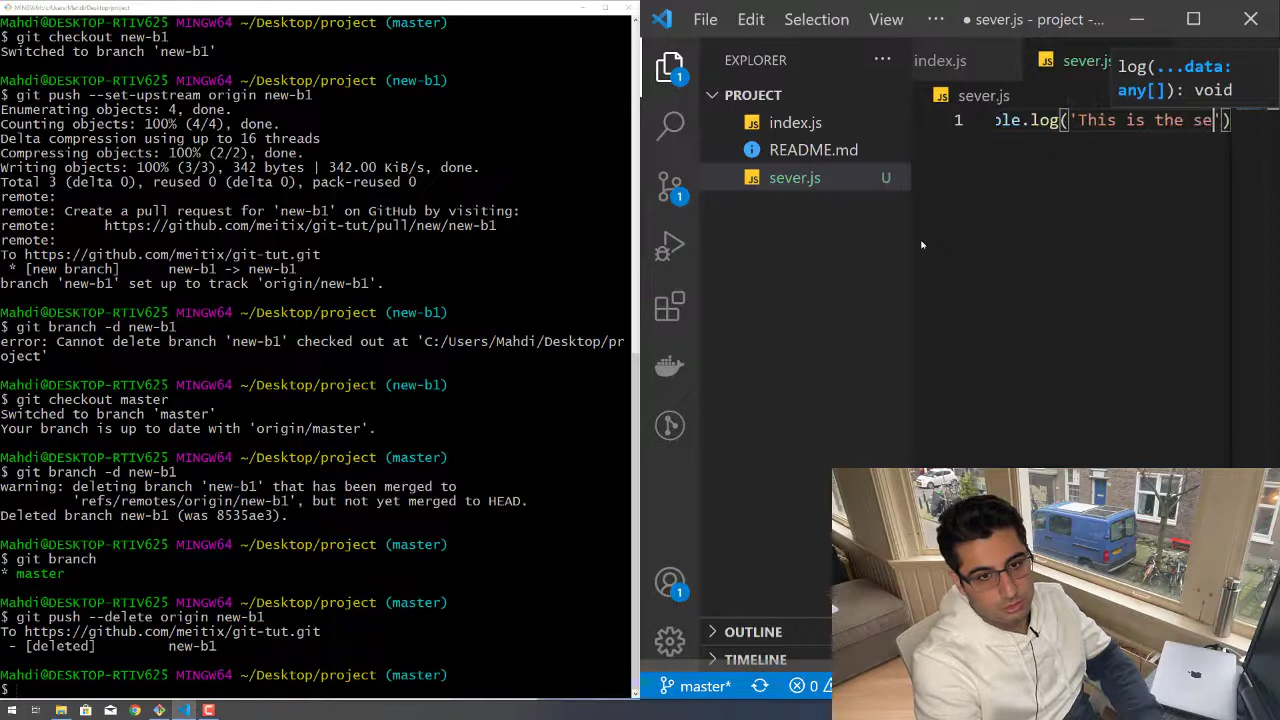 MINGW64:/c/Users/Mahdi/Desktop/project
Mahdi@DESKTOP-RTIV625 MINGW64 ~/Desktop/project (master)
$ git checkout new-b1
Switched to branch 'new-b1'
Mahdi@DESKTOP-RTIV625 MINGW64 ~/Desktop/project (new-b1)
$ git push --set-upstream origin new-b1
Enumerating objects: 4, done.
Counting objects: 100% (4/4), done.
Delta compression using up to 16 threads
Compressing objects: 100% (2/2), done.
Writing objects: 100% (3/3), 342 bytes | 342.00 KiB/s, done.
Total 3 (delta 0), reused 0 (delta 0), pack-reused 0
remote:
remote: Create a pull request for 'new-b1' on GitHub by visiting:
remote:      https://github.com/meitix/git-tut/pull/new/new-b1
remote:
To https://github.com/meitix/git-tut.git
 * [new branch]      new-b1 -> new-b1
branch 'new-b1' set up to track 'origin/new-b1'.
Mahdi@DESKTOP-RTIV625 MINGW64 ~/Desktop/project (new-b1)
$ git branch -d new-b1
error: Cannot delete branch 'new-b1' checked out at 'C:/Users/Mahdi/Desktop/pr
oject'
Mahdi@DESKTOP-RTIV625 MINGW64 ~/Desktop/project (new-b1)
$ git checkout master
Switched to branch 'master'
Your branch is up to date with 'origin/master'.
Mahdi@DESKTOP-RTIV625 MINGW64 ~/Desktop/project (master)
$ git branch -d new-b1
warning: deleting branch 'new-b1' that has been merged to
         'refs/remotes/origin/new-b1', but not yet merged to HEAD.
Deleted branch new-b1 (was 8535ae3).
Mahdi@DESKTOP-RTIV625 MINGW64 ~/Desktop/project (master)
$ git branch
* master
Mahdi@DESKTOP-RTIV625 MINGW64 ~/Desktop/project (master)
$ git push --delete origin new-b1
To https://github.com/meitix/git-tut.git
 - [deleted]         new-b1
Mahdi@DESKTOP-RTIV625 MINGW64 ~/Desktop/project (master)
$
File Edit Selection View ··· ● sever.js - project -...
EXPLORER ···
PROJECT
JS index.js
README.md
JS sever.js U
index.js JS sever.js
JS sever.js
log(...data:
any[]): void
1 ole.log('This is the se')
1
1
1
OUTLINE
TIMELINE
master* 0